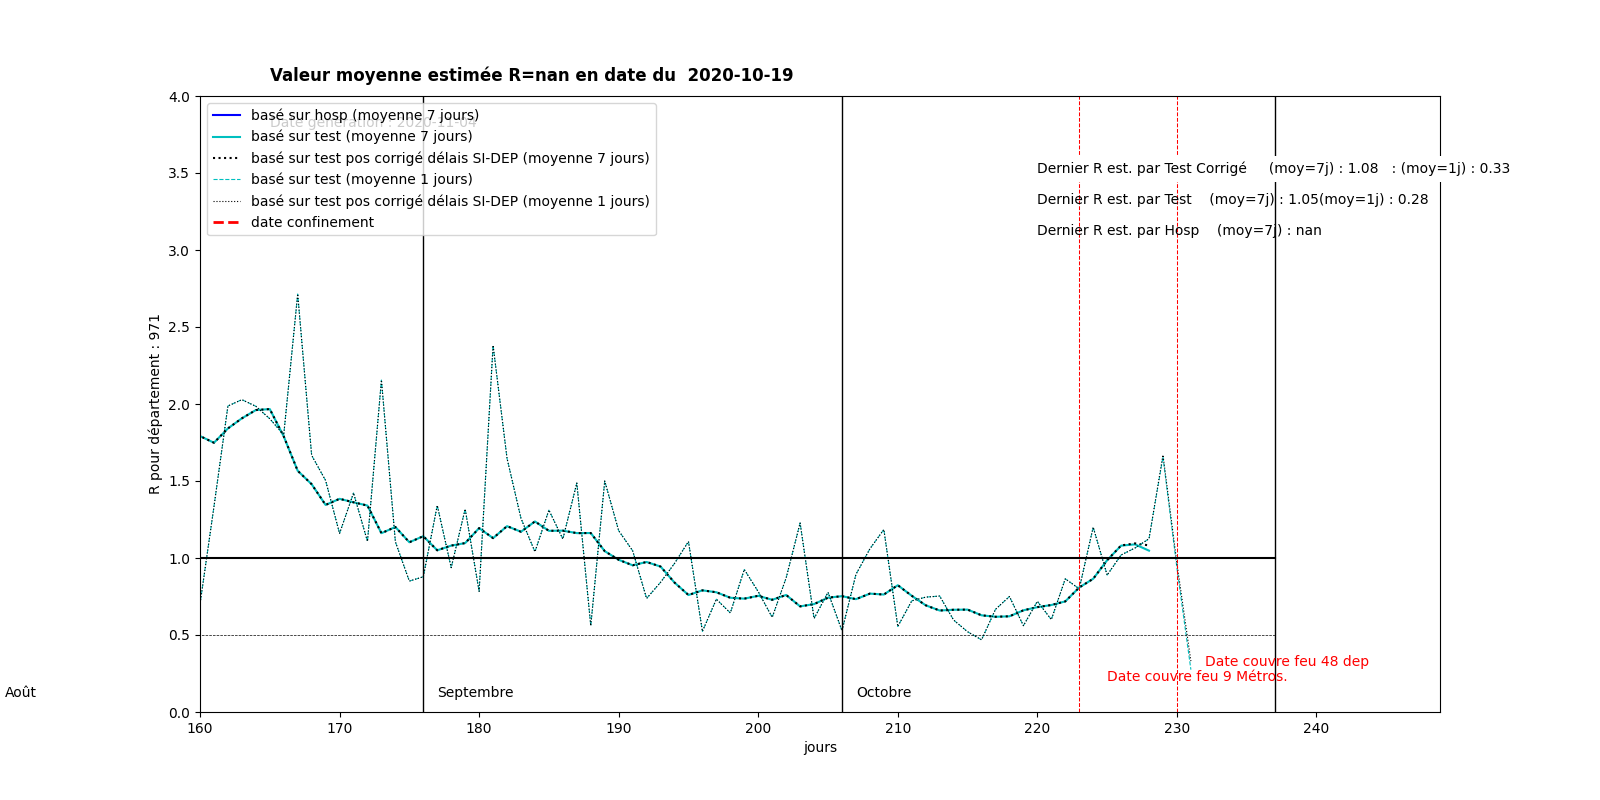 Valeur moyenne estimée R=nan en date du  2020-10-19
Date génération : 2020-11-04
basé sur hosp (moyenne 7 jours)
basé sur test (moyenne 7 jours)
basé sur test pos corrigé délais SI-DEP (moyenne 7 jours)
basé sur test (moyenne 1 jours)
basé sur test pos corrigé délais SI-DEP (moyenne 1 jours)
date confinement
Dernier R est. par Test Corrigé     (moy=7j) : 1.08   : (moy=1j) : 0.33
Dernier R est. par Test    (moy=7j) : 1.05(moy=1j) : 0.28
Dernier R est. par Hosp    (moy=7j) : nan
R pour département : 971
4.0
3.5
3.0
2.5
2.0
1.5
1.0
0.5
0.0
Date couvre feu 48 dep
Date couvre feu 9 Métros.
Août
Septembre
Octobre
160 170 180 190 200 210 220 230 240
jours